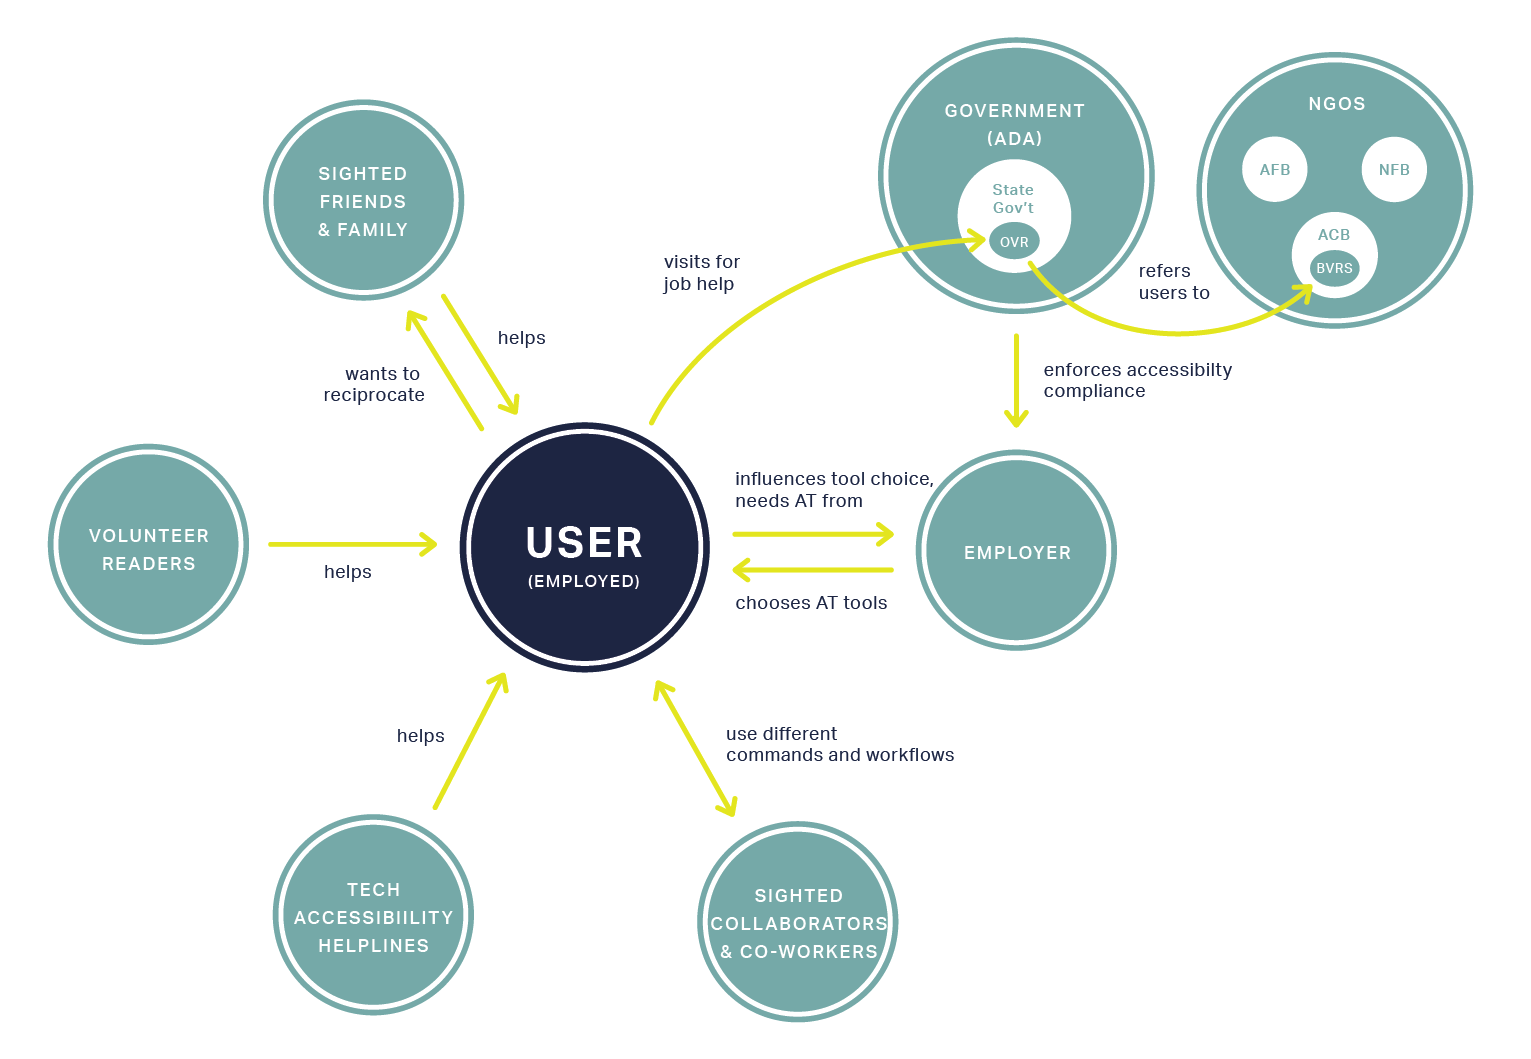 GOVERNMENT
(ADA)
State
Gov't
OVR
NGOS
AFB
NFB
ACB
BVRS
SIGHTED
FRIENDS
& FAMILY
visits for
job help
refers
users to
helps
wants to
reciprocate
enforces accessibilty
compliance
VOLUNTEER
READERS
helps
USER
(EMPLOYED)
influences tool choice,
needs AT from
chooses AT tools
EMPLOYER
helps
use different
commands and workflows
TECH
ACCESSIBIILITY
HELPLINES
SIGHTED
COLLABORATORS
& CO-WORKERS